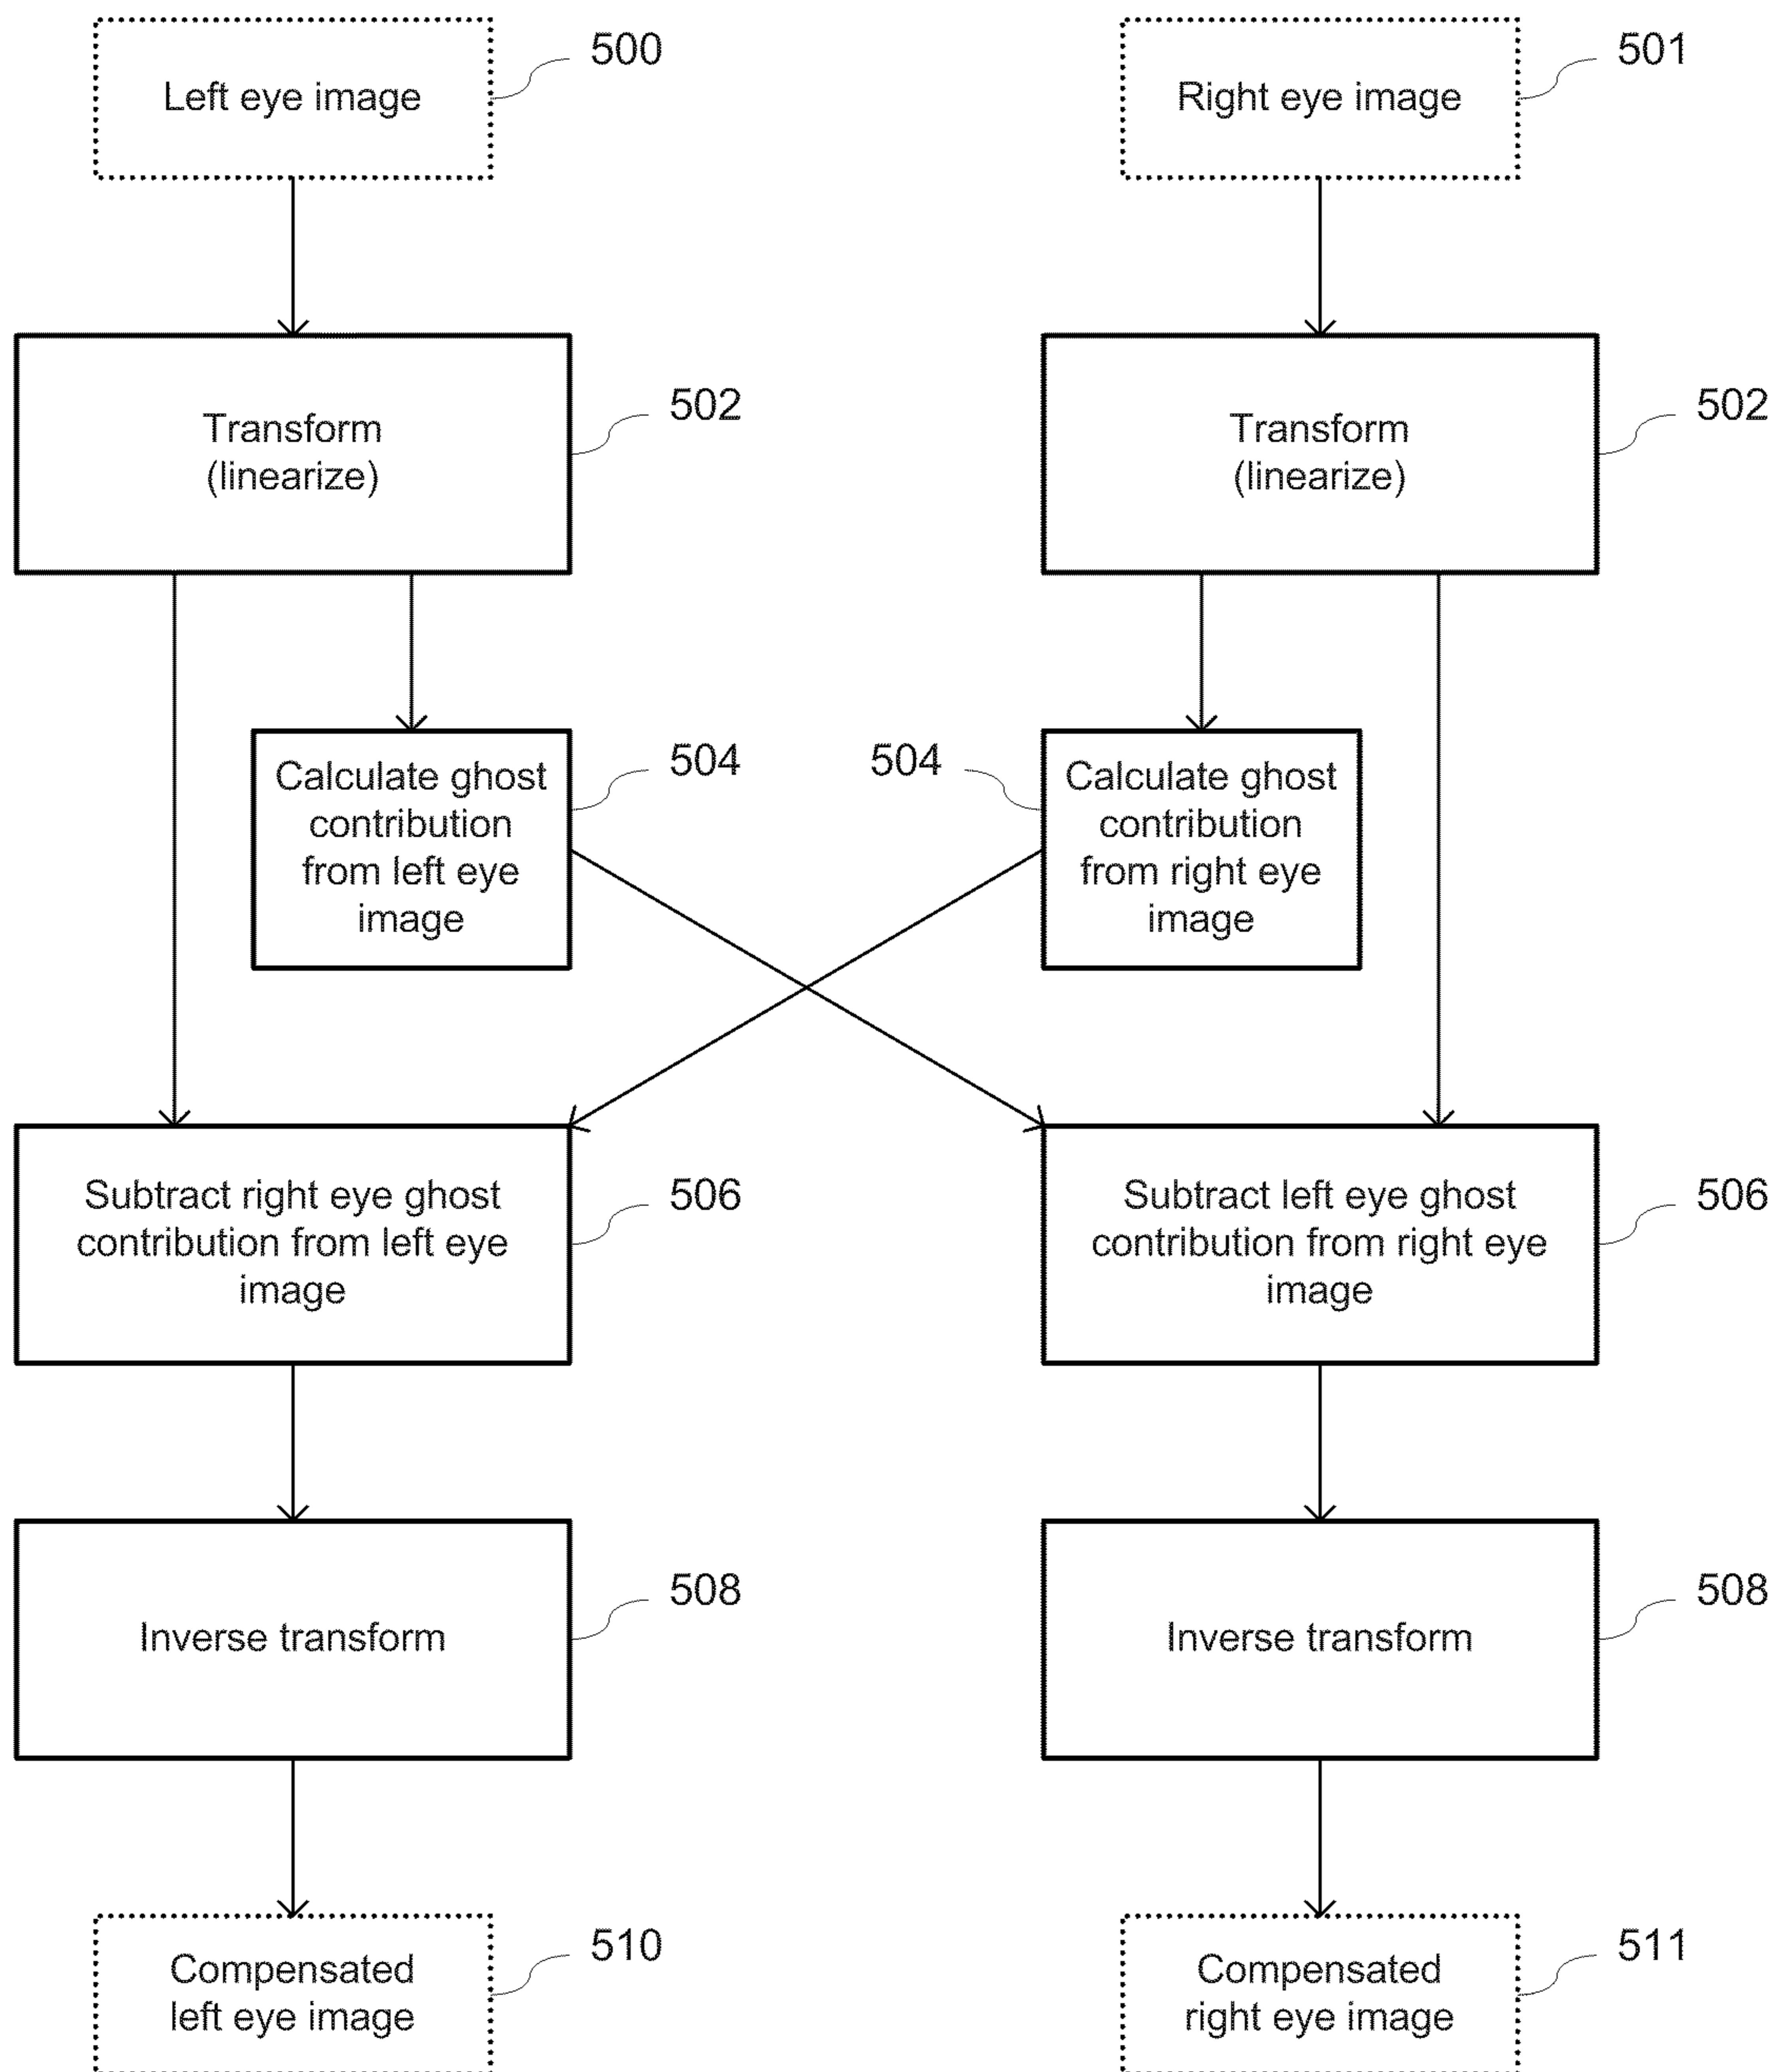 Left eye image
500
Right eye image
501
Transform
(linearize)
502
Transform
(linearize)
502
Calculate ghost
contribution
from left eye
image
504
504
Calculate ghost
contribution
from right eye
image
Subtract right eye ghost
contribution from left eye
image
506
Subtract left eye ghost
contribution from right eye
image
506
Inverse transform
508
Inverse transform
508
Compensated
left eye image
510
Compensated
right eye image
511